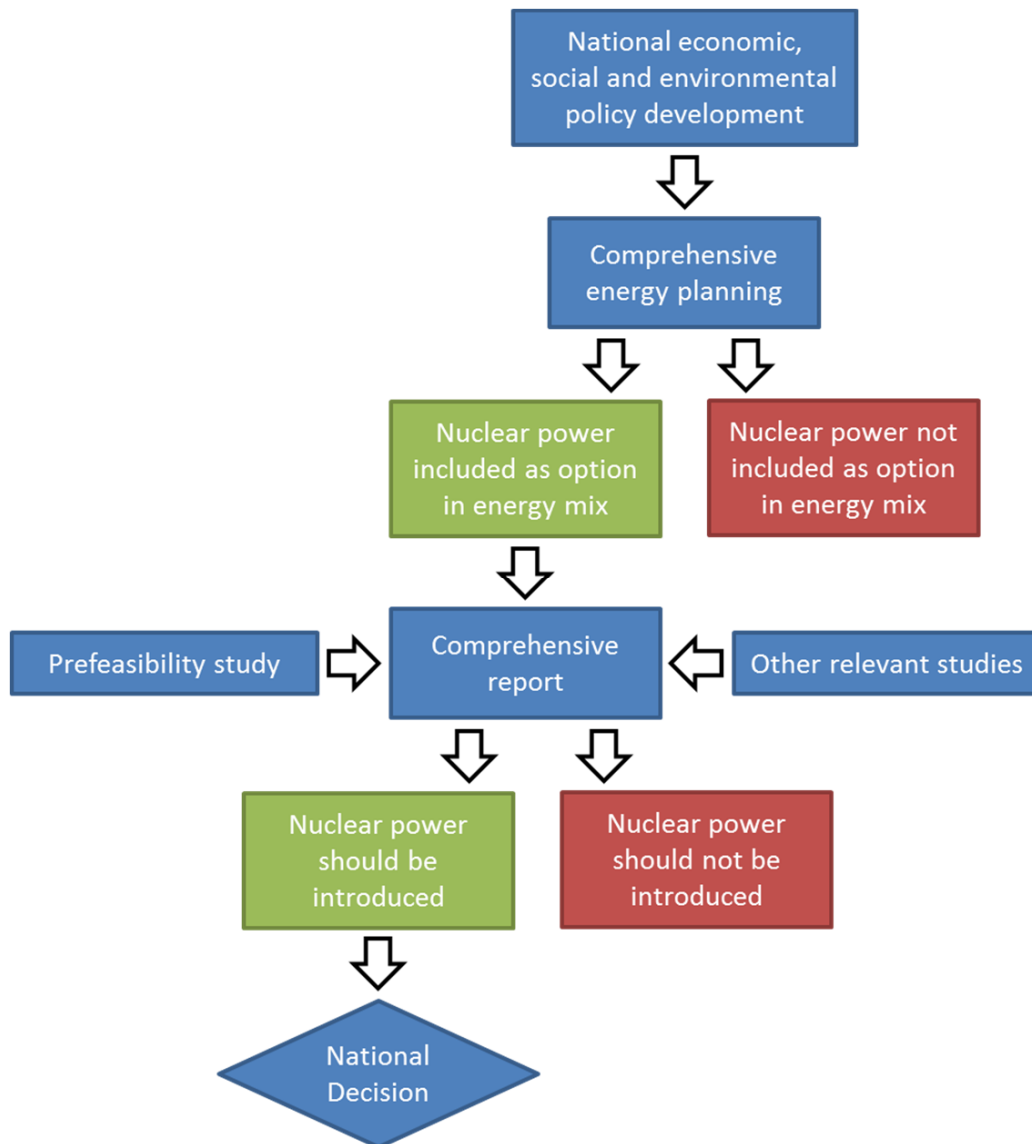 National economic,
social and environmental
policy development
Comprehensive
energy planning
Nuclear power
included as option
in energy mix
Nuclear power not
included as option
in energy mix
Prefeasibility study
Comprehensive
report
Other relevant studies
Nuclear power
should be
introduced
Nuclear power
should not be
introduced
National
Decision